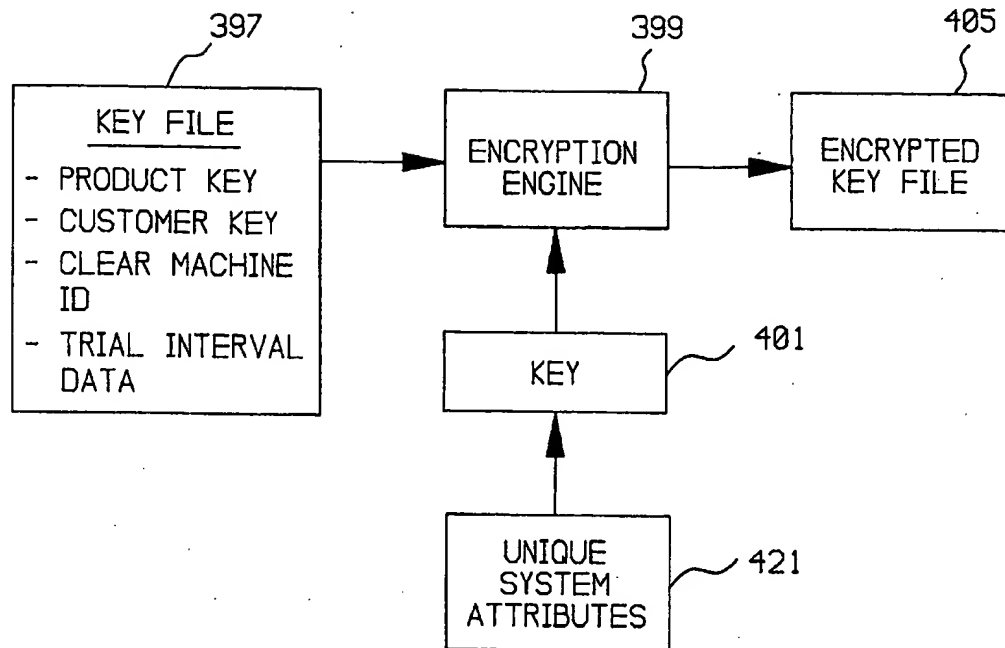 397
399
405
KEY FILE
- PRODUCT KEY
- CUSTOMER KEY
- CLEAR MACHINE
ID
- TRIAL INTERVAL
DATA
ENCRYPTION
ENGINE
ENCRYPTED
KEY FILE
KEY
401
UNIQUE
SYSTEM
ATTRIBUTES
421